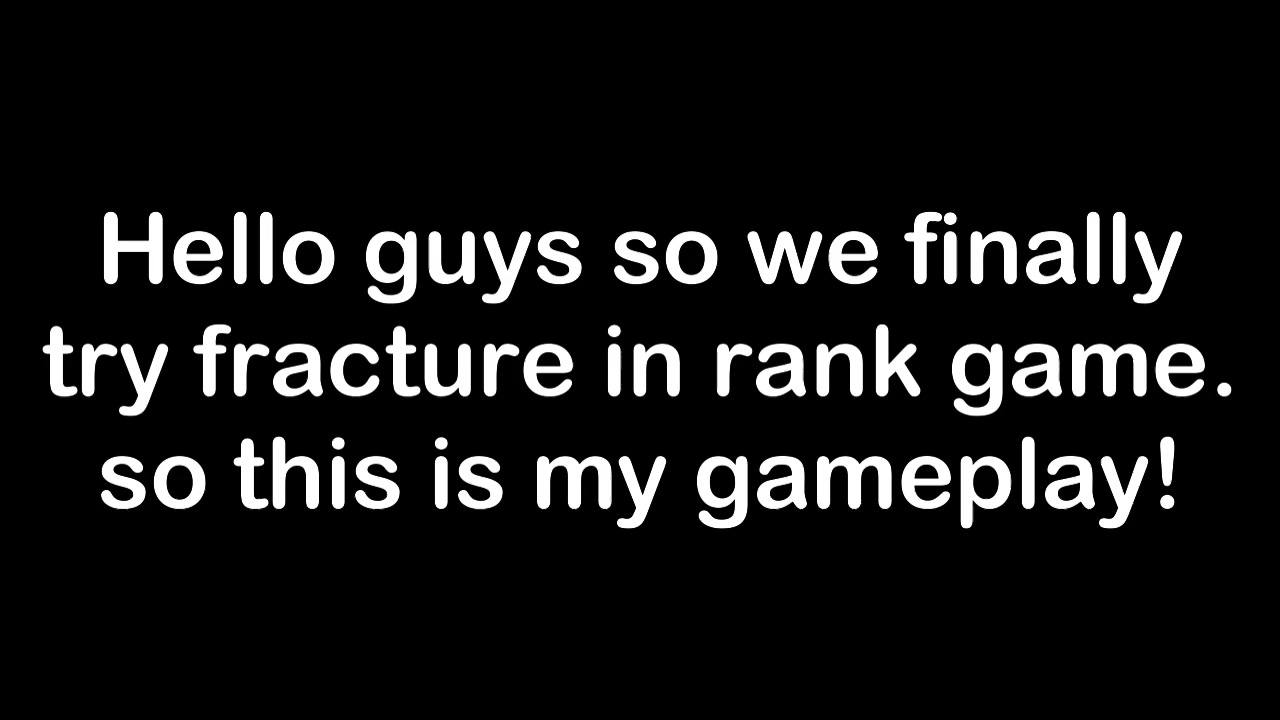 Hello guys so we finally
try fracture in rank game.
so this is my gameplay!